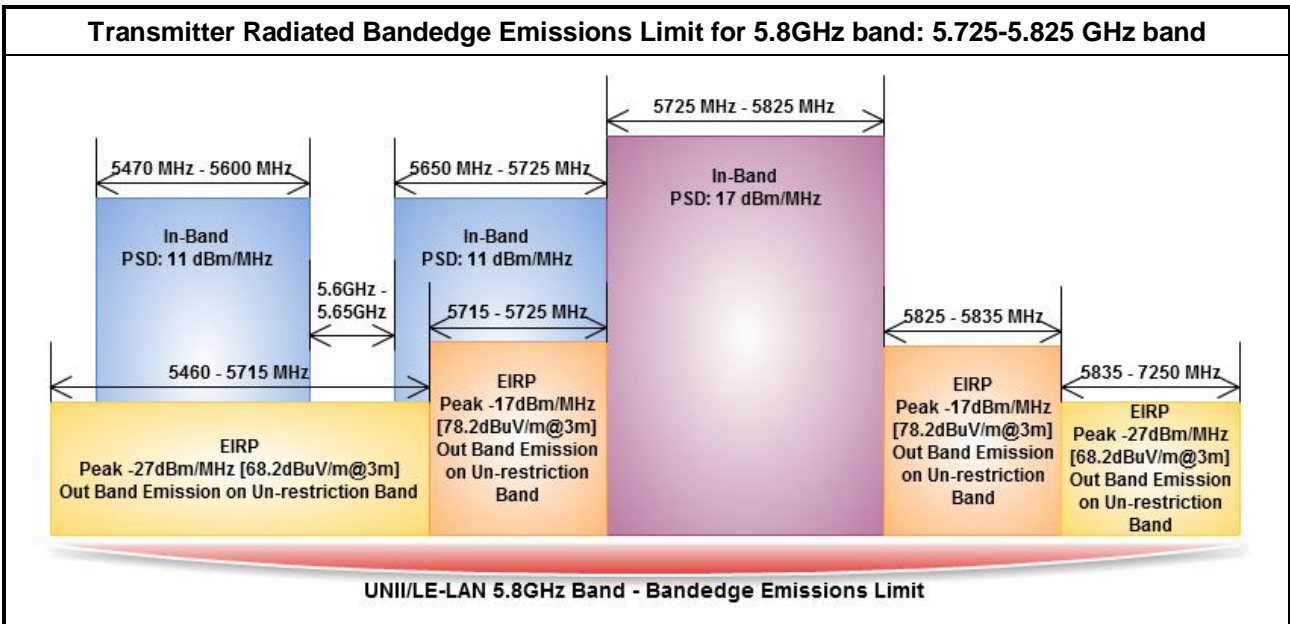 Transmitter Radiated Bandedge Emissions Limit for 5.8GHz band: 5.725-5.825 GHz band
5725 MHz - 5825 MHz
5470 MHz - 5600 MHz
5650 MHz - 5725 MHz
In-Band
PSD: 17 dBm/MHz
In-Band
PSD: 11 dBm/MHz
In-Band
PSD: 11 dBm/MHz
5.6GHz -
5.65GHz
5715 - 5725 MHz
5825 - 5835 MHz
5460 - 5715 MHz
5835 - 7250 MHz
EIRP
Peak -27dBm/MHz [68.2dBuV/m@3m]
Out Band Emission on Un-restriction Band
EIRP
Peak -17dBm/MHz
[78.2dBuV/m@3m]
Out Band Emission
on Un-restriction
Band
EIRP
Peak -17dBm/MHz
[78.2dBuV/m@3m]
Out Band Emission
on Un-restriction
Band
EIRP
Peak -27dBm/MHz
[68.2dBuV/m@3m]
Out Band Emission
on Un-restriction
Band
UNII/LE-LAN 5.8GHz Band - Bandedge Emissions Limit